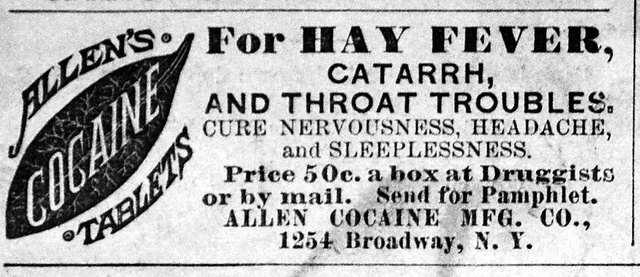 ALLEN'S
COCAINE
TABLETS
For HAY FEVER,
CATARRH,
AND THROAT TROUBLES.
CURE NERVOUSNESS, HEADACHE,
and SLEEPLESSNESS.
Price 50c. a box at Druggists
or by mail. Send for Pamphlet.
ALLEN COCAINE MFG. CO.,
1254 Broadway, N. Y.